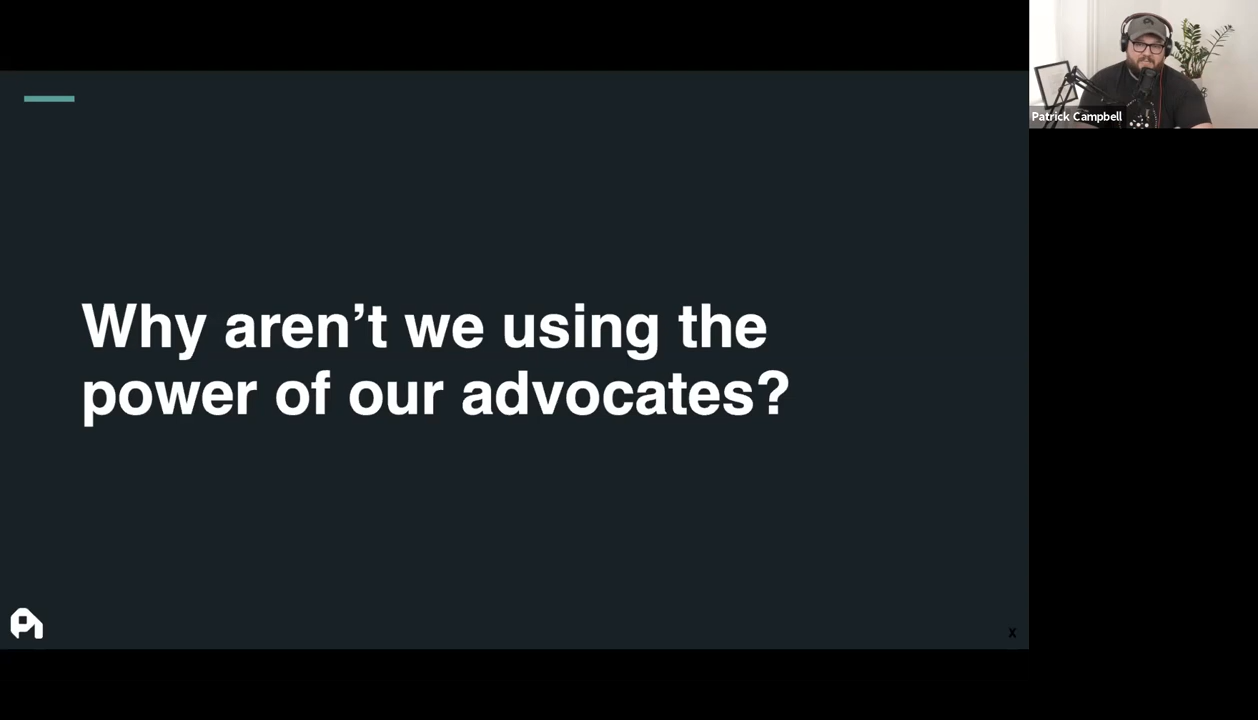 Patrick Campbell
Why aren’t we using the
power of our advocates?
X